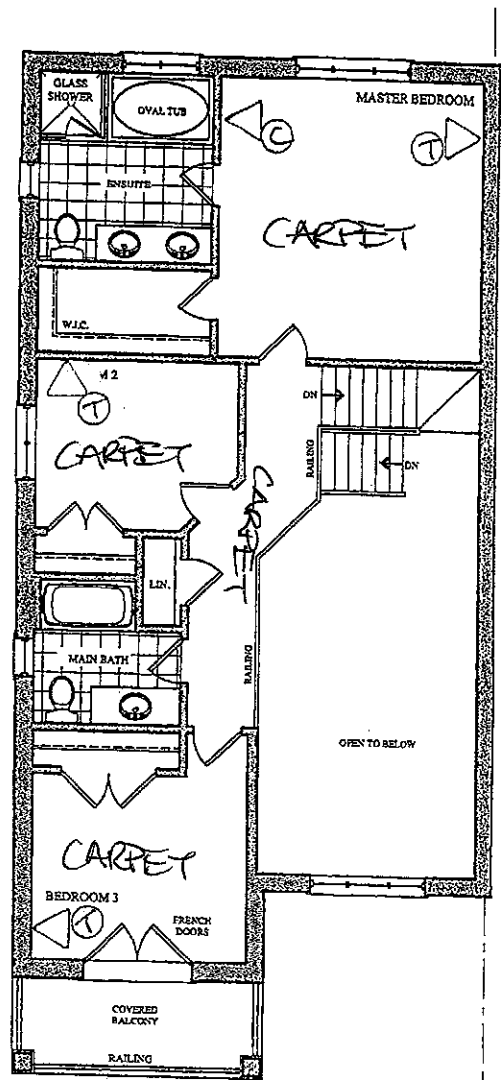 GLASS
SHOWER
OVAL TUB
MASTER BEDROOM
C
T
ENSUITE
CARPET
W.I.C.
M 2
T
DN
CARPET
RAILING
DN
CARPET
LIN.
MAIN BATH
RAILING
OPEN TO BELOW
CARPET
BEDROOM 3
T
FRENCH
DOORS
COVERED
BALCONY
RAILING